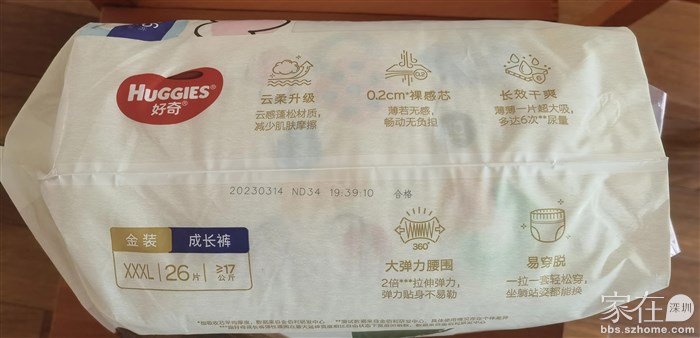 HUGGIES®
好奇®
云柔升级
云感蓬松材质,
减少肌肤摩擦
0.2
0.2cm*裸感芯
薄若无感,
畅动无负担
长效干爽
薄薄一片超大吸,
多达6次**尿量
20230314 ND34 19:39:10 合格
金装 成长裤
XXXL 26片 ≥17公斤
360°
大弹力腰围
2倍***拉伸弹力,
弹力贴身不易勒
易穿脱
一拉一套轻松穿,
坐躺站姿都能换
家在深圳
bbs.szhome.com